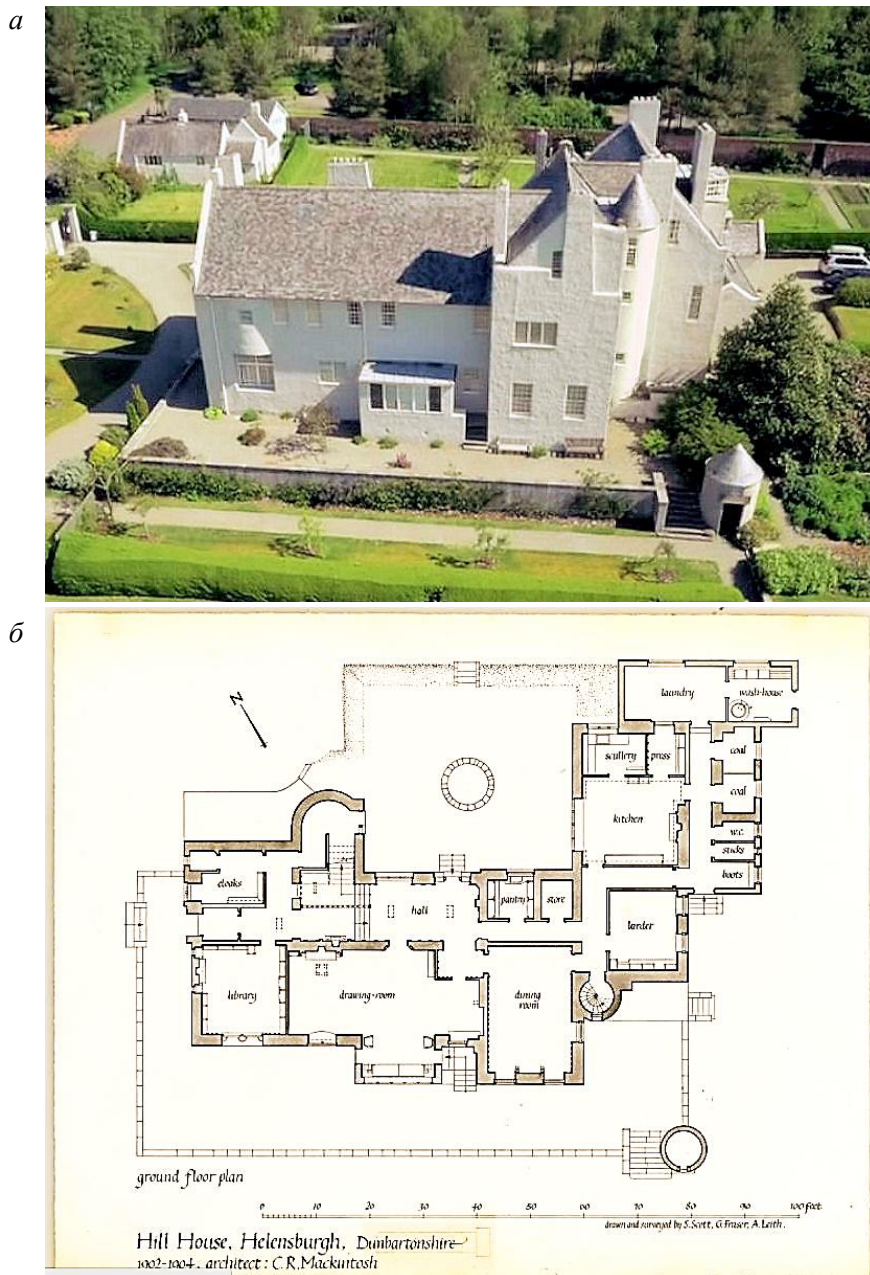 а
б
N
laundry
wash-house
scullery
press
coal
coal
kitchen
w.c.
sticks
boots
cloaks
hall
pantry
store
larder
library
drawing-room
dining
room
ground floor plan
0 10 20 30 40 50 60 70 80 90 100 feet
drawn and surveyed by S. Scott, G. Fraser, A. Leith.
Hill House, Helensburgh, Dunbartonshire
1902-1904. architect: C.R. Mackintosh